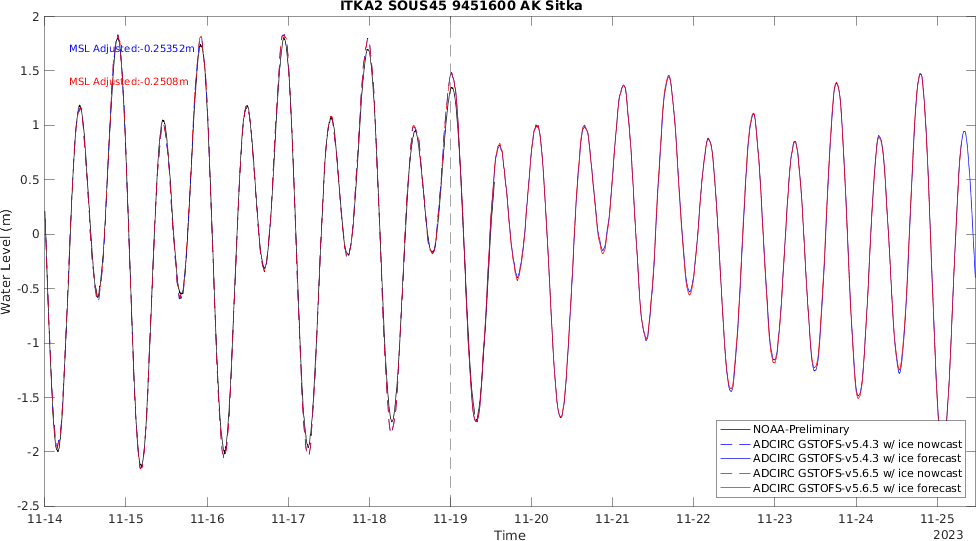 ITKA2 SOUS45 9451600 AK Sitka
MSL Adjusted:-0.25352m
MSL Adjusted:-0.2508m
Water Level (m)
2
1.5
1
0.5
0
-0.5
-1
-1.5
-2
-2.5
NOAA-Preliminary
ADCIRC GSTOFS-v5.4.3 w/ ice nowcast
ADCIRC GSTOFS-v5.4.3 w/ ice forecast
ADCIRC GSTOFS-v5.6.5 w/ ice nowcast
ADCIRC GSTOFS-v5.6.5 w/ ice forecast
11-14 11-15 11-16 11-17 11-18 11-19 11-20 11-21 11-22 11-23 11-24 11-25
Time
2023